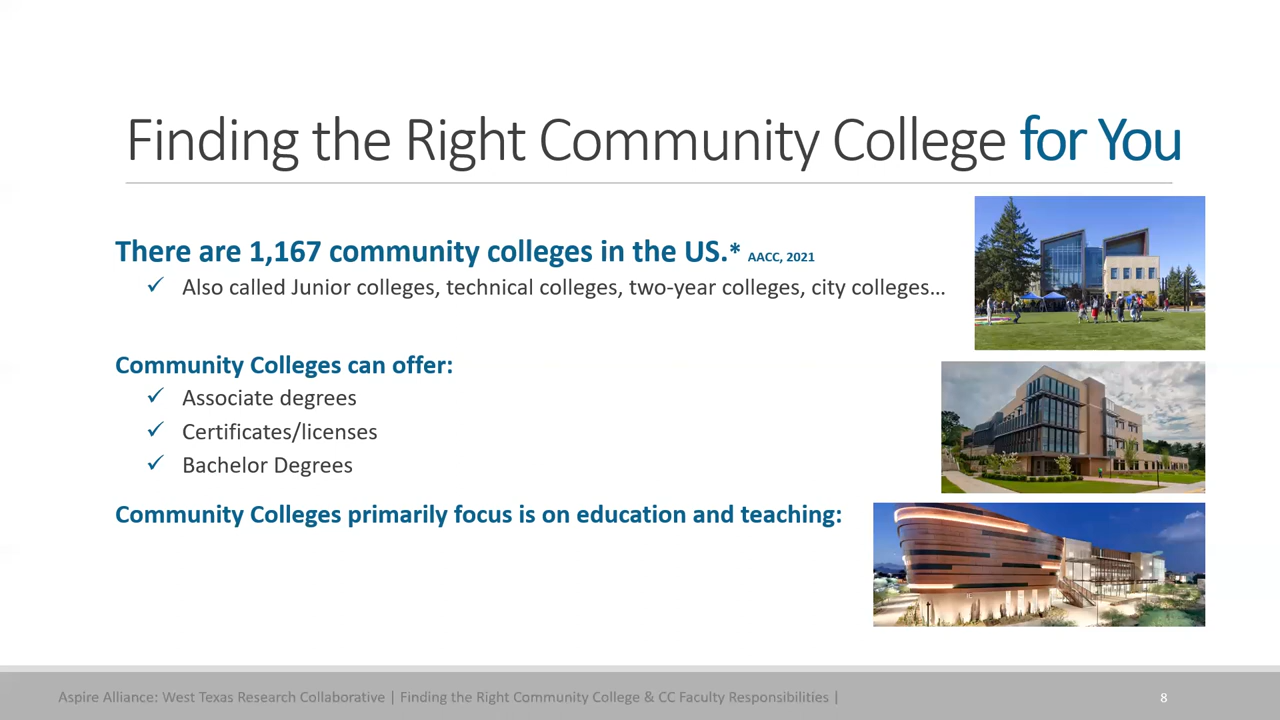 Finding the Right Community College for You
There are 1,167 community colleges in the US.* AACC, 2021
✓ Also called Junior colleges, technical colleges, two-year colleges, city colleges…
Community Colleges can offer:
✓ Associate degrees
✓ Certificates/licenses
✓ Bachelor Degrees
Community Colleges primarily focus is on education and teaching:
Aspire Alliance: West Texas Research Collaborative | Finding the Right Community College & CC Faculty Responsibilities | 8